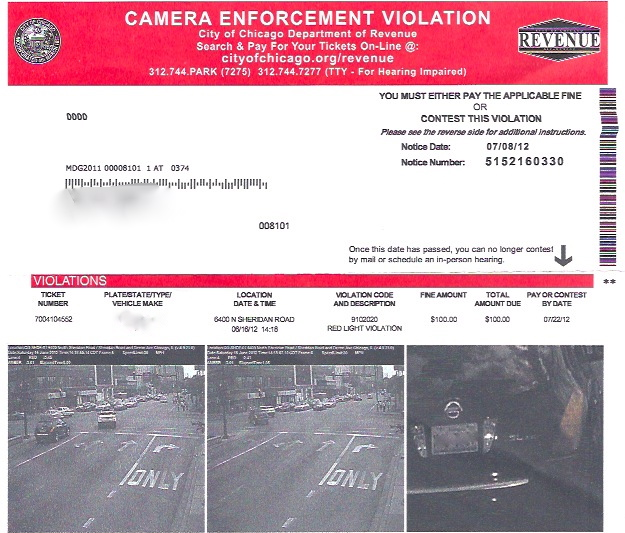 CAMERA ENFORCEMENT VIOLATION
City of Chicago Department of Revenue
Search & Pay For Your Tickets On-Line @:
cityofchicago.org/revenue
312.744.PARK (7275) 312.744.7277 (TTY - For Hearing Impaired)
REVENUE
YOU MUST EITHER PAY THE APPLICABLE FINE
OR
CONTEST THIS VIOLATION
Please see the reverse side for additional instructions.
Notice Date: 07/08/12
Notice Number: 5152160330
0000
MDG2011 00008101 1 AT 0374
008101
Once this date has passed, you can no longer contest
by mail or schedule an in-person hearing.
VIOLATIONS
**
TICKET NUMBER PLATE/STATE/TYPE/ VEHICLE MAKE LOCATION DATE & TIME VIOLATION CODE AND DESCRIPTION FINE AMOUNT TOTAL AMOUNT DUE PAY OR CONTEST BY DATE
7004104552 6400 N SHERIDAN ROAD 9102020 $100.00 $100.00 07/22/12
06/16/12 14:18 RED LIGHT VIOLATION
ONLY
ONLY